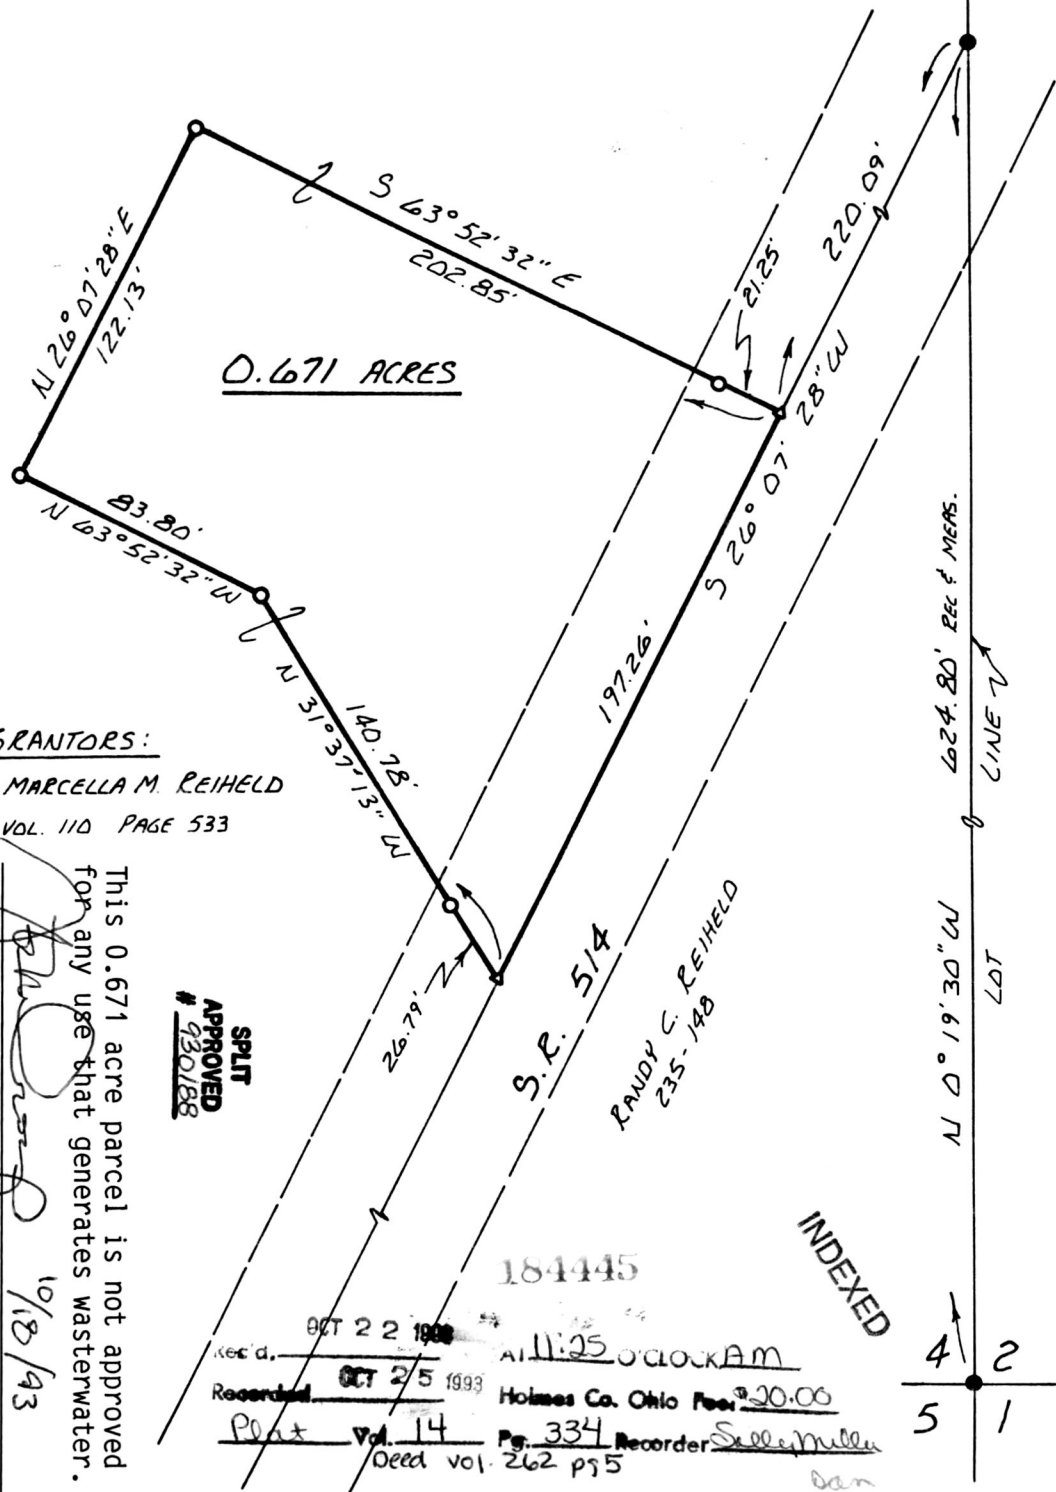 S 63° 52' 32" E
202.85'
N 26° 07' 28" E
122.13'
0.671 ACRES
21.25'
220.09'
S 26° 07' 28" W
197.26'
83.80'
N 63° 52' 32" W
140.78'
N 31° 37' 13" W
26.79'
GRANTORS:
MARCELLA M. REIHELD
VOL. 110 PAGE 533
This 0.671 acre parcel is not approved
for any use that generates wasterwater.
10/18/93
SPLIT
APPROVED
# 930188
S.R. 514
RANDY C. REIHELD
235-148
N 0° 19' 30" W 624.80' REC & MEAS.
LOT LINE
INDEXED
4 2
5 1
184445
Rec'd. OCT 22 1993 At 11:25 O'CLOCK AM
Recorded OCT 25 1993 Holmes Co. Ohio Fee: $20.00
Plat Vol. 14 Pg. 334 Recorder Sally Miller
Deed vol. 262 pg 5
Dan